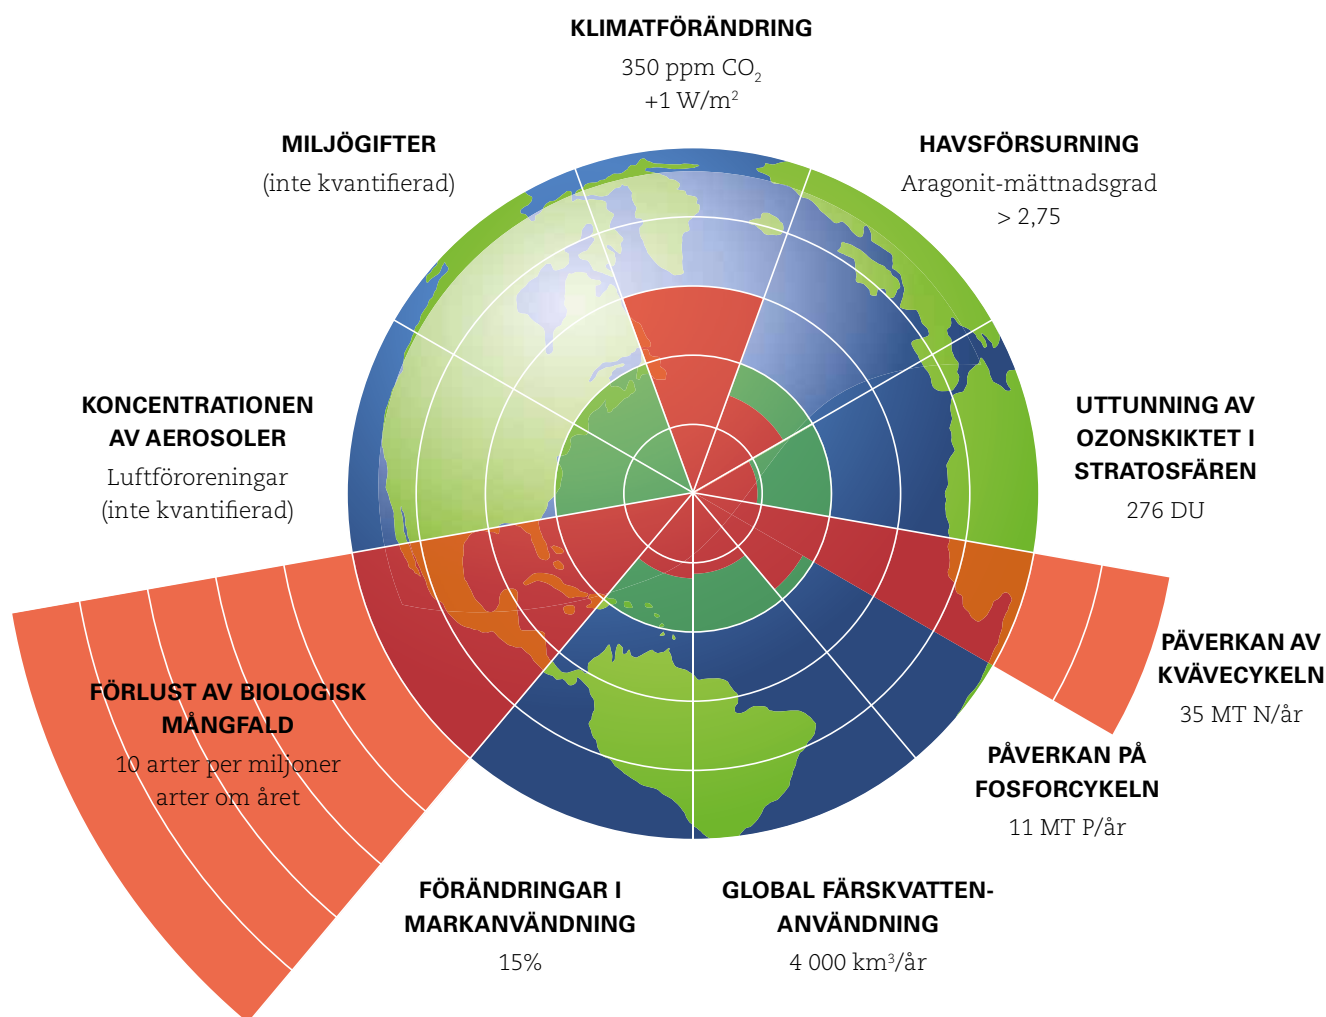 KLIMATFÖRÄNDRING
350 ppm CO₂
+1 W/m²
MILJÖGIFTER
(inte kvantifierad)
HAVSFÖRSURNING
Aragonit-mättnadsgrad
> 2,75
KONCENTRATIONEN
AV AEROSOLER
Luftföroreningar
(inte kvantifierad)
UTTUNNING AV
OZONSKIKTET I
STRATOSFÄREN
276 DU
FÖRLUST AV BIOLOGISK
MÅNGFALD
10 arter per miljoner
arter om året
PÄVERKAN AV
KVÄVECYKELN
35 MT N/år
PÅVERKAN PÅ
FOSFORCYKELN
11 MT P/år
FÖRÄNDRINGAR I
MARKANVÄNDNING
15%
GLOBAL FÄRSKVATTEN-
ANVÄNDNING
4 000 km³/år